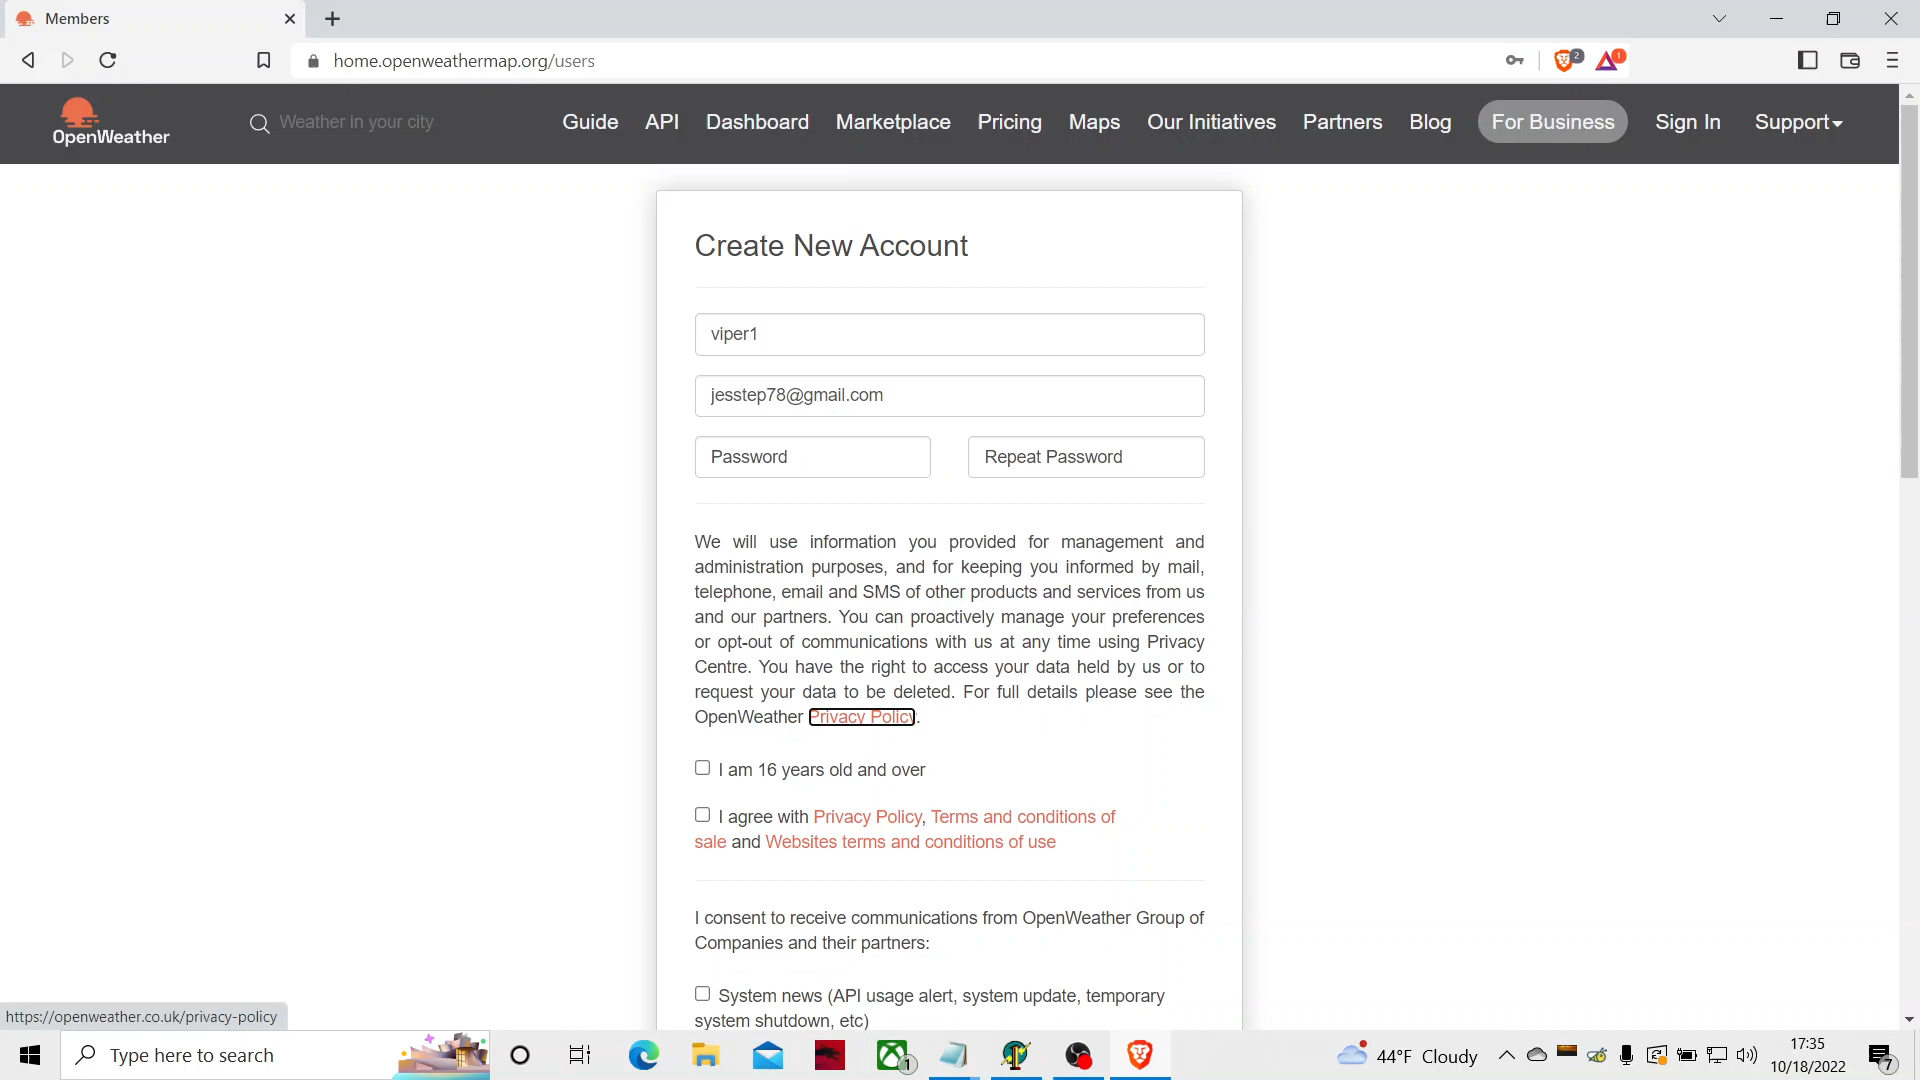 Members
home.openweathermap.org/users
2
1
OpenWeather
Weather in your city
Guide API Dashboard Marketplace Pricing Maps Our Initiatives Partners Blog For Business Sign In Support
Create New Account
viper1
jesstep78@gmail.com
Password Repeat Password
We will use information you provided for management and
administration purposes, and for keeping you informed by mail,
telephone, email and SMS of other products and services from us
and our partners. You can proactively manage your preferences
or opt-out of communications with us at any time using Privacy
Centre. You have the right to access your data held by us or to
request your data to be deleted. For full details please see the
OpenWeather Privacy Policy.
I am 16 years old and over
I agree with Privacy Policy, Terms and conditions of
sale and Websites terms and conditions of use
I consent to receive communications from OpenWeather Group of
Companies and their partners:
System news (API usage alert, system update, temporary
system shutdown, etc)
https://openweather.co.uk/privacy-policy
Type here to search
1
44°F Cloudy
17:35
10/18/2022
7